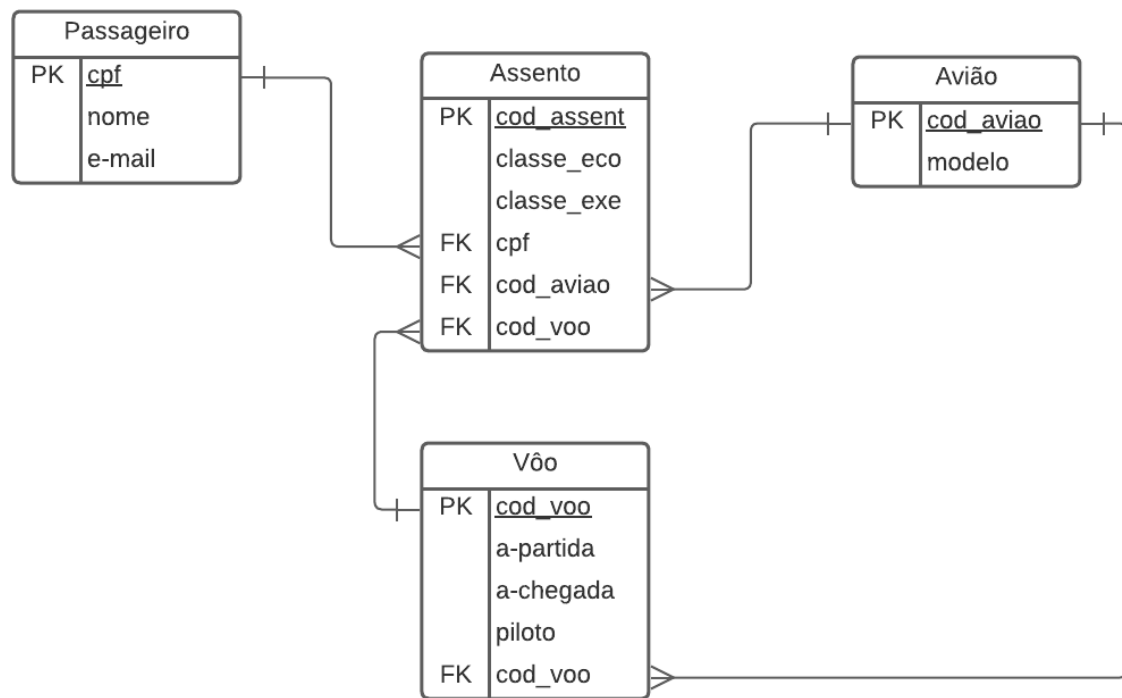 Passageiro
PK cpf
nome
e-mail
Assento
PK cod_assent
classe_eco
classe_exe
FK cpf
FK cod_aviao
FK cod_voo
Avião
PK cod_aviao
modelo
Vôo
PK cod_voo
a-partida
a-chegada
piloto
FK cod_voo